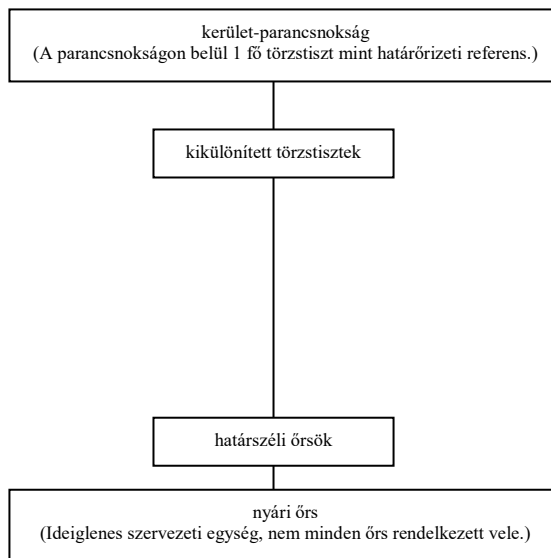 kerület-parancsnokság
(A parancsnokságon belül 1 fő törzstiszt mint határőrizeti referens.)
kikülönített törzstisztek
határszéli őrsök
nyári őrs
(Ideiglenes szervezeti egység, nem minden őrs rendelkezett vele.)